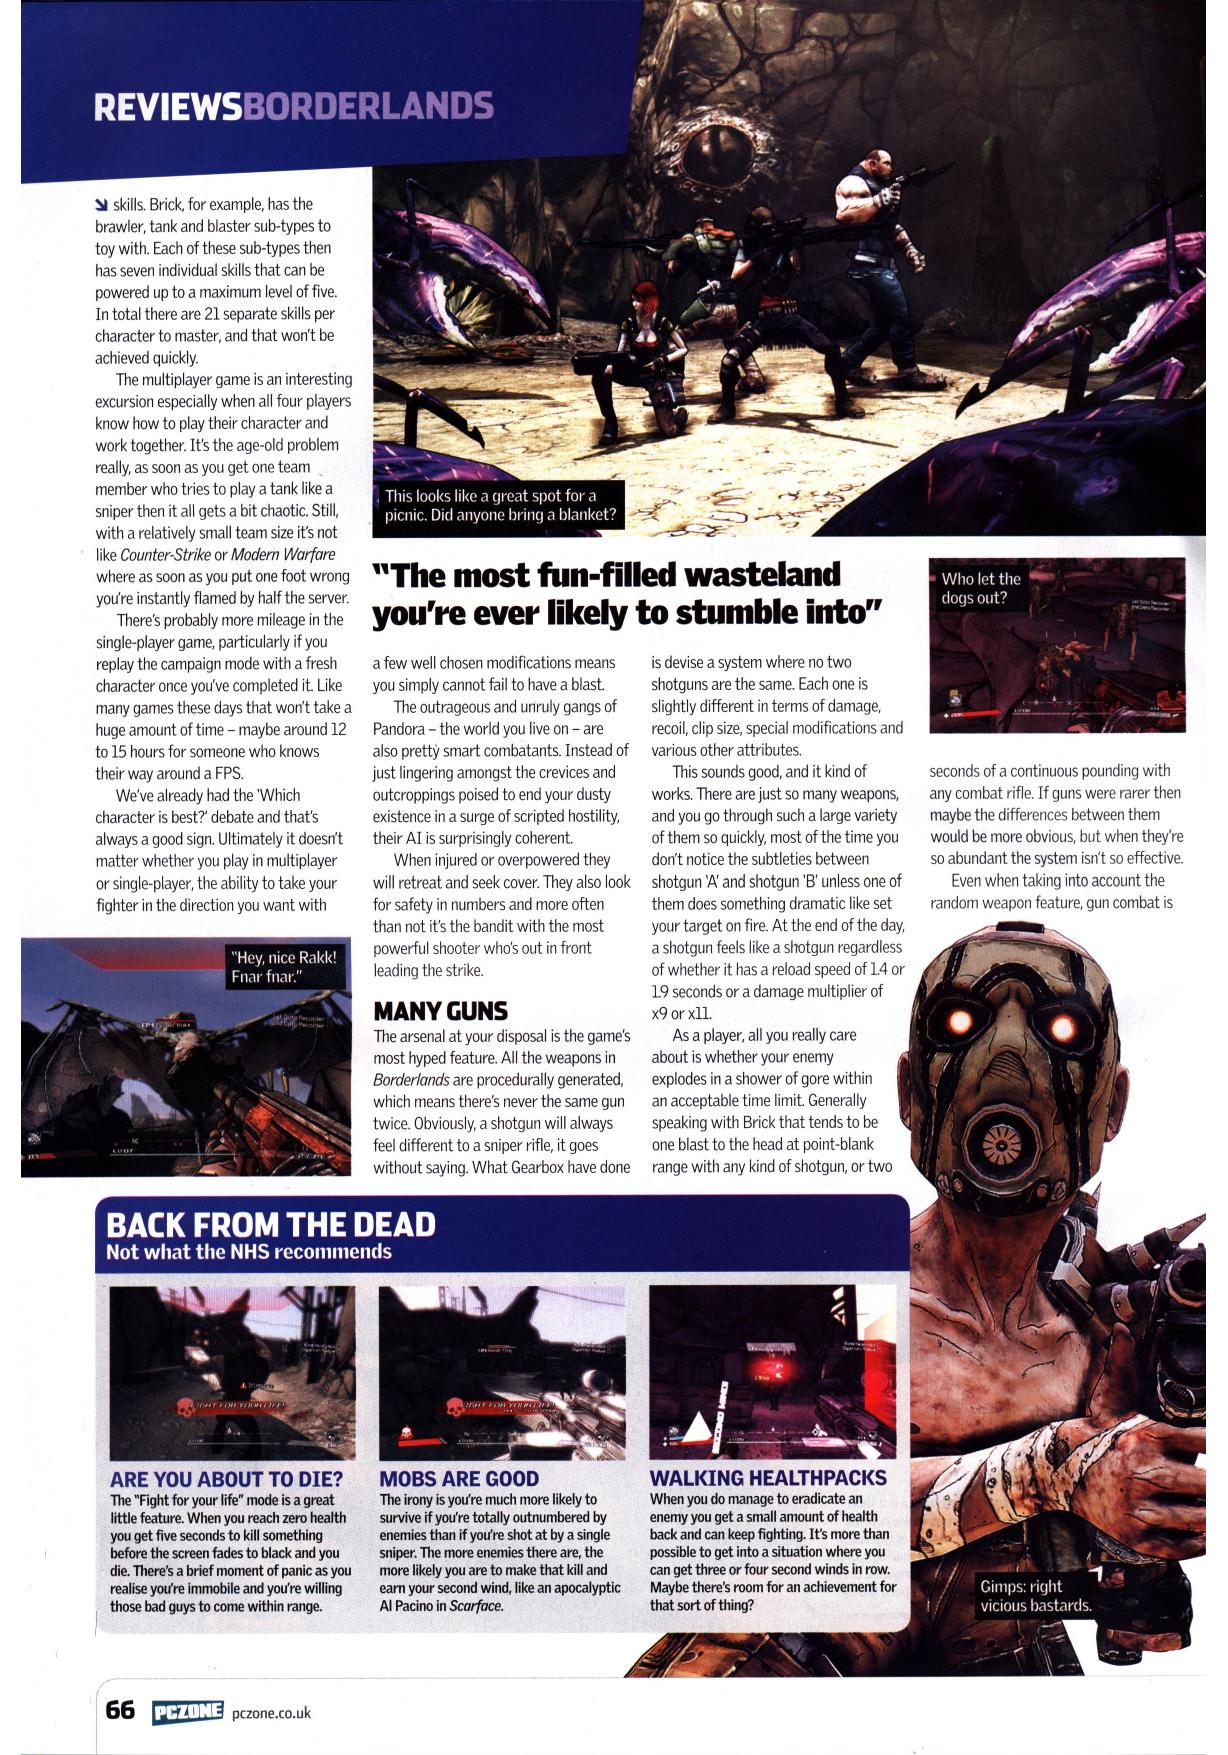 REVIEWSBORDERLANDS
skills. Brick, for example, has the
brawler, tank and blaster sub-types to
toy with. Each of these sub-types then
has seven individual skills that can be
powered up to a maximum level of five.
In total there are 21 separate skills per
character to master, and that won't be
achieved quickly.
The multiplayer game is an interesting
excursion especially when all four players
know how to play their character and
work together. It's the age-old problem
really, as soon as you get one team
member who tries to play a tank like a
sniper then it all gets a bit chaotic. Still,
with a relatively small team size it's not
like Counter-Strike or Modern Warfare
where as soon as you put one foot wrong
you're instantly flamed by half the server.
There's probably more mileage in the
single-player game, particularly if you
replay the campaign mode with a fresh
character once you've completed it. Like
many games these days that won't take a
huge amount of time – maybe around 12
to 15 hours for someone who knows
their way around a FPS.
We've already had the 'Which
character is best?' debate and that's
always a good sign. Ultimately it doesn't
matter whether you play in multiplayer
or single-player, the ability to take your
fighter in the direction you want with
"Hey, nice Rakk!
Fnar fnar."
This looks like a great spot for a
picnic. Did anyone bring a blanket?
"The most fun-filled wasteland
you're ever likely to stumble into"
a few well chosen modifications means
you simply cannot fail to have a blast.
The outrageous and unruly gangs of
Pandora – the world you live on – are
also pretty smart combatants. Instead of
just lingering amongst the crevices and
outcroppings poised to end your dusty
existence in a surge of scripted hostility,
their AI is surprisingly coherent.
When injured or overpowered they
will retreat and seek cover. They also look
for safety in numbers and more often
than not it's the bandit with the most
powerful shooter who's out in front
leading the strike.
MANY GUNS
The arsenal at your disposal is the game's
most hyped feature. All the weapons in
Borderlands are procedurally generated,
which means there's never the same gun
twice. Obviously, a shotgun will always
feel different to a sniper rifle, it goes
without saying. What Gearbox have done
is devise a system where no two
shotguns are the same. Each one is
slightly different in terms of damage,
recoil, clip size, special modifications and
various other attributes.
This sounds good, and it kind of
works. There are just so many weapons,
and you go through such a large variety
of them so quickly, most of the time you
don't notice the subtleties between
shotgun 'A' and shotgun 'B' unless one of
them does something dramatic like set
your target on fire. At the end of the day,
a shotgun feels like a shotgun regardless
of whether it has a reload speed of 1.4 or
1.9 seconds or a damage multiplier of
x9 or x11.
As a player, all you really care
about is whether your enemy
explodes in a shower of gore within
an acceptable time limit. Generally
speaking with Brick that tends to be
one blast to the head at point-blank
range with any kind of shotgun, or two
Who let the
dogs out?
seconds of a continuous pounding with
any combat rifle. If guns were rarer then
maybe the differences between them
would be more obvious, but when they're
so abundant the system isn't so effective.
Even when taking into account the
random weapon feature, gun combat is
BACK FROM THE DEAD
Not what the NHS recommends
FIGHT FOR YOUR LIFE!
FIGHT FOR YOUR LIFE!
ARE YOU ABOUT TO DIE?
The "Fight for your life" mode is a great
little feature. When you reach zero health
you get five seconds to kill something
before the screen fades to black and you
die. There's a brief moment of panic as you
realise you're immobile and you're willing
those bad guys to come within range.
MOBS ARE GOOD
The irony is you're much more likely to
survive if you're totally outnumbered by
enemies than if you're shot at by a single
sniper. The more enemies there are, the
more likely you are to make that kill and
earn your second wind, like an apocalyptic
Al Pacino in Scarface.
WALKING HEALTHPACKS
When you do manage to eradicate an
enemy you get a small amount of health
back and can keep fighting. It's more than
possible to get into a situation where you
can get three or four second winds in row.
Maybe there's room for an achievement for
that sort of thing?
Gimps: right
vicious bastards.
66 PCZONE pczone.co.uk